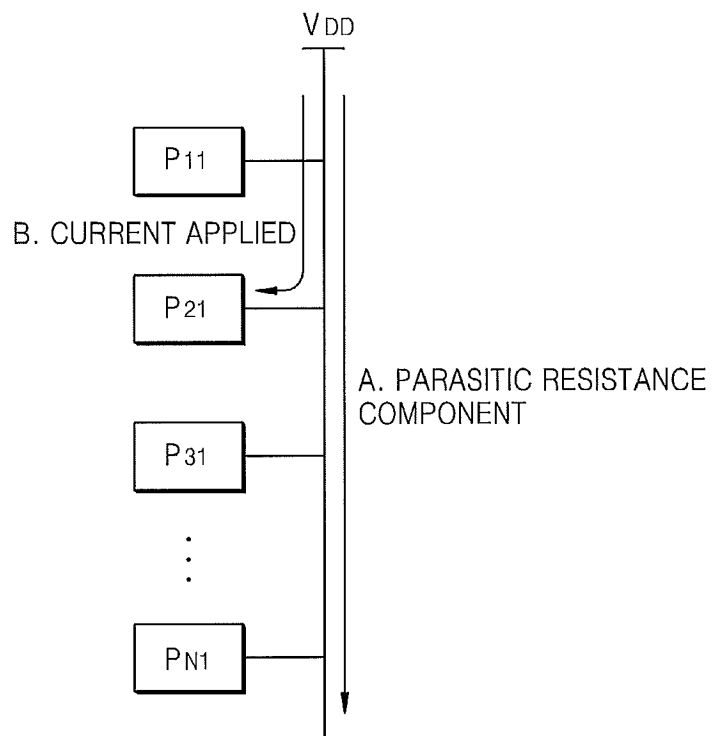 VDD
P11
B. CURRENT APPLIED
P21
A. PARASITIC RESISTANCE
COMPONENT
P31
PN1